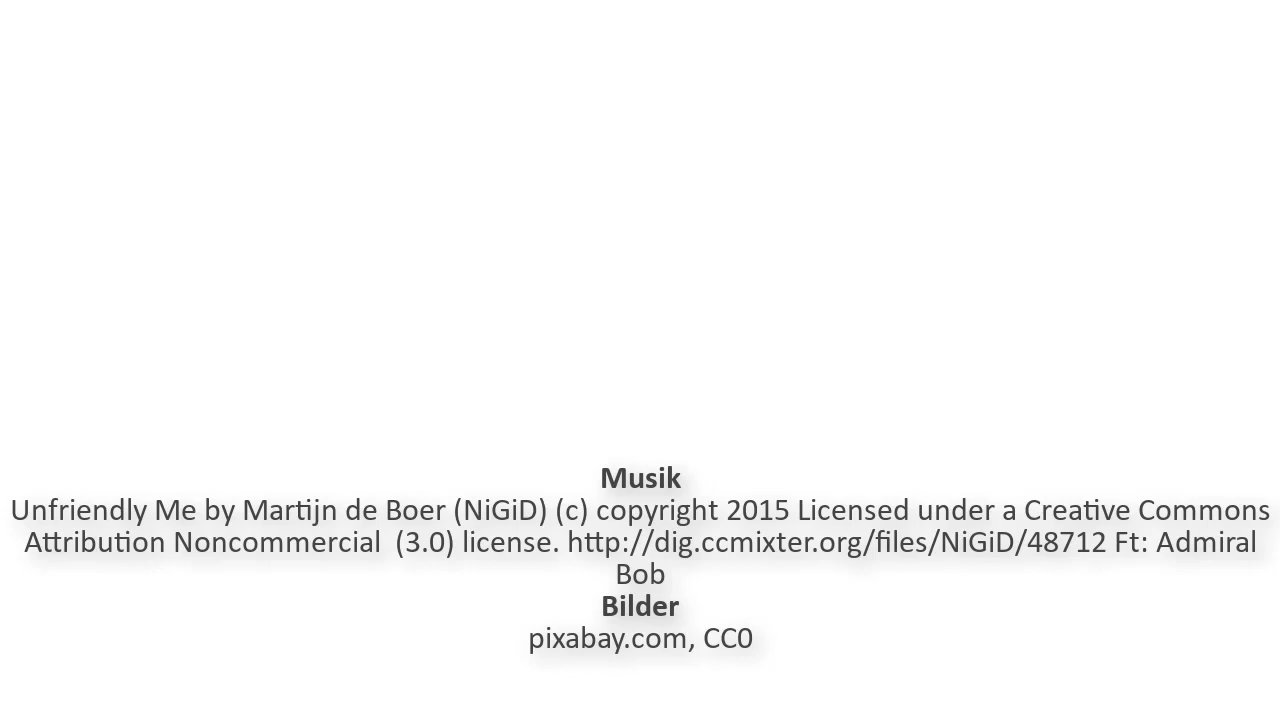 Musik
Unfriendly Me by Martijn de Boer (NiGiD) (c) copyright 2015 Licensed under a Creative Commons
Attribution Noncommercial  (3.0) license. http://dig.ccmixter.org/files/NiGiD/48712 Ft: Admiral
Bob
Bilder
pixabay.com, CC0